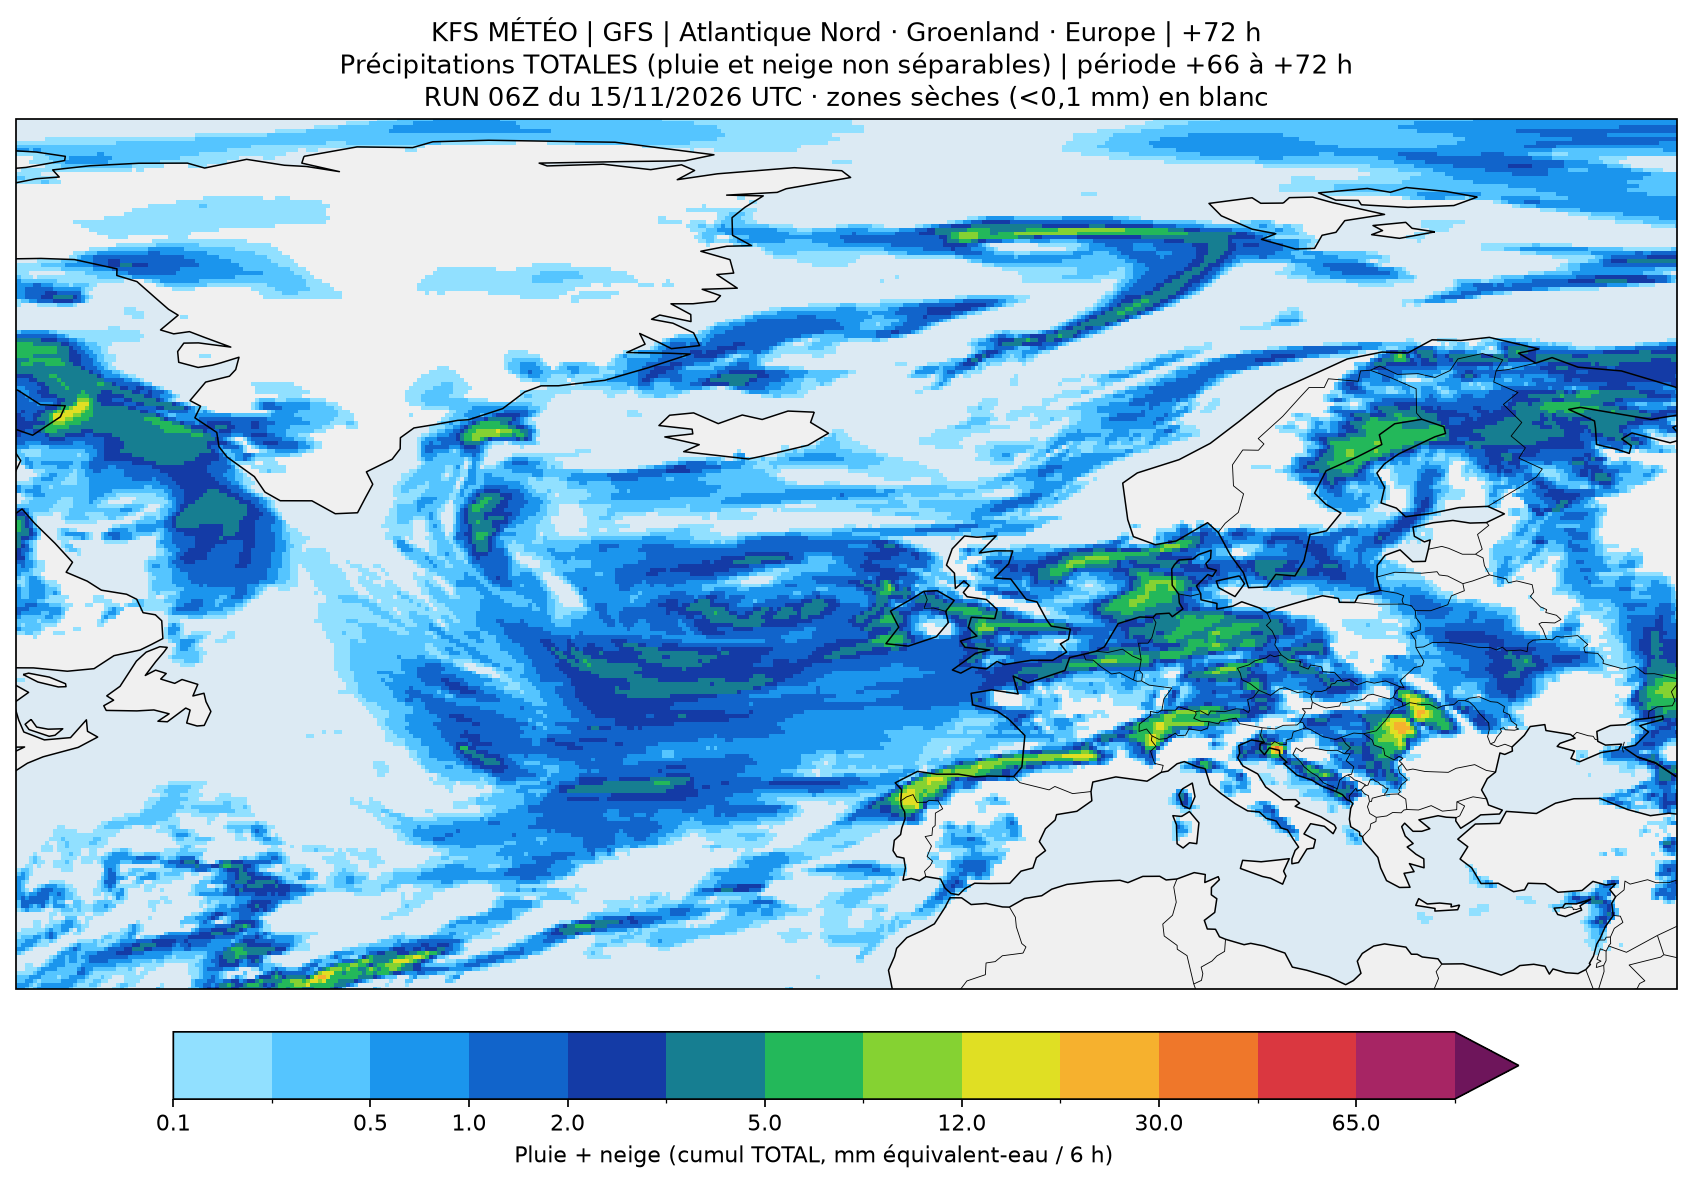 KFS MÉTÉO | GFS | Atlantique Nord · Groenland · Europe | +72 h
Précipitations TOTALES (pluie et neige non séparables) | période +66 à +72 h
RUN 06Z du 15/11/2026 UTC · zones sèches (<0,1 mm) en blanc
0.1 0.5 1.0 2.0 5.0 12.0 30.0 65.0
Pluie + neige (cumul TOTAL, mm équivalent-eau / 6 h)